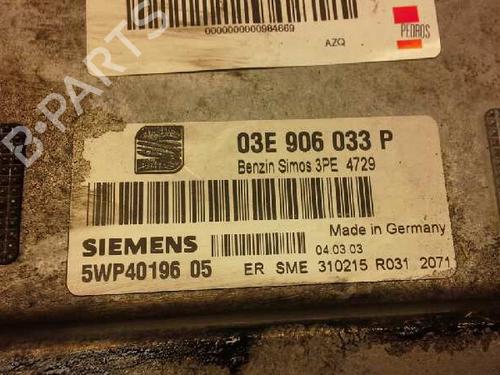 0000000000984669
AZQ
PEDROS
B-PARTS
03E 906 033 P
Benzin Simos 3PE 4729
Made in Germany
SIEMENS
04.03.03
5WP40196 05
ER SME 310215 R031 2071